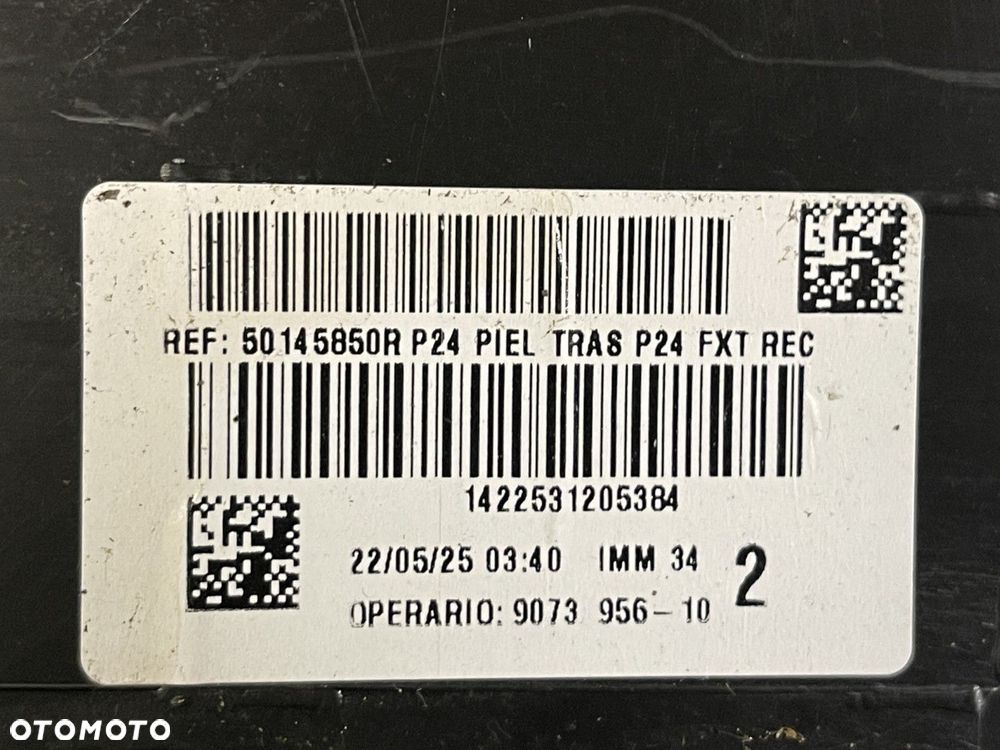 REF: 50145850R P24 PIEL TRAS P24 FXT REC
1422531205384
22/05/25 03:40 IMM 34 2
OPERARIO: 9073 956-10
OTOMOTO